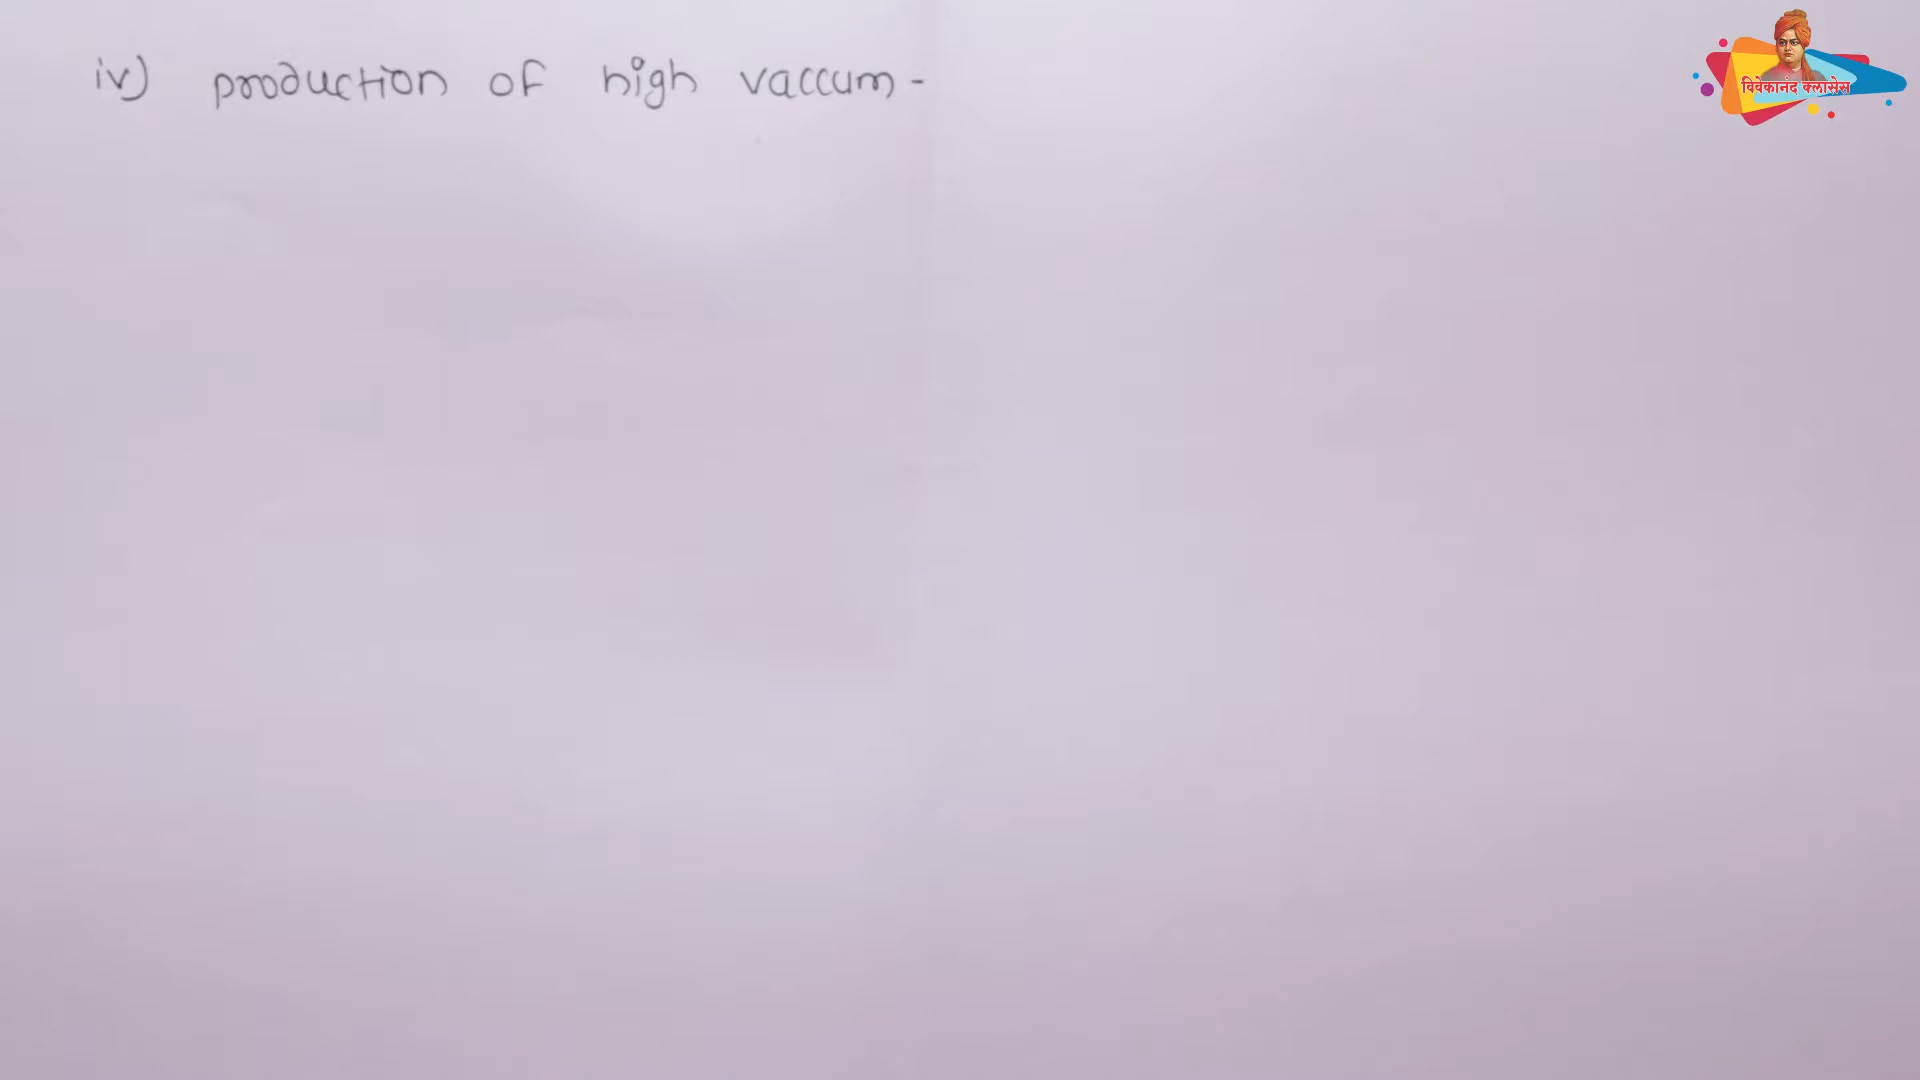 iv) production of high vaccum -
विवेकानंद क्लासेस